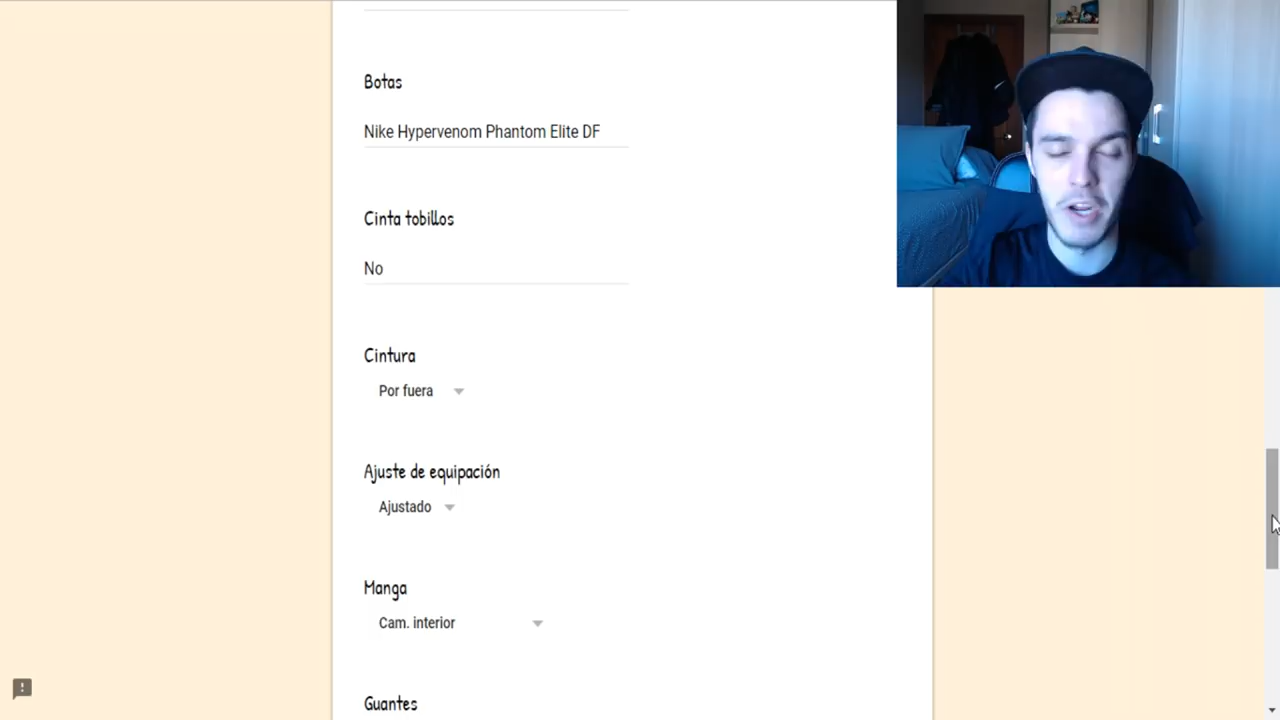 Botas
Nike Hypervenom Phantom Elite DF
Cinta tobillos
No
Cintura
Por fuera
Ajuste de equipación
Ajustado
Manga
Cam. interior
Guantes